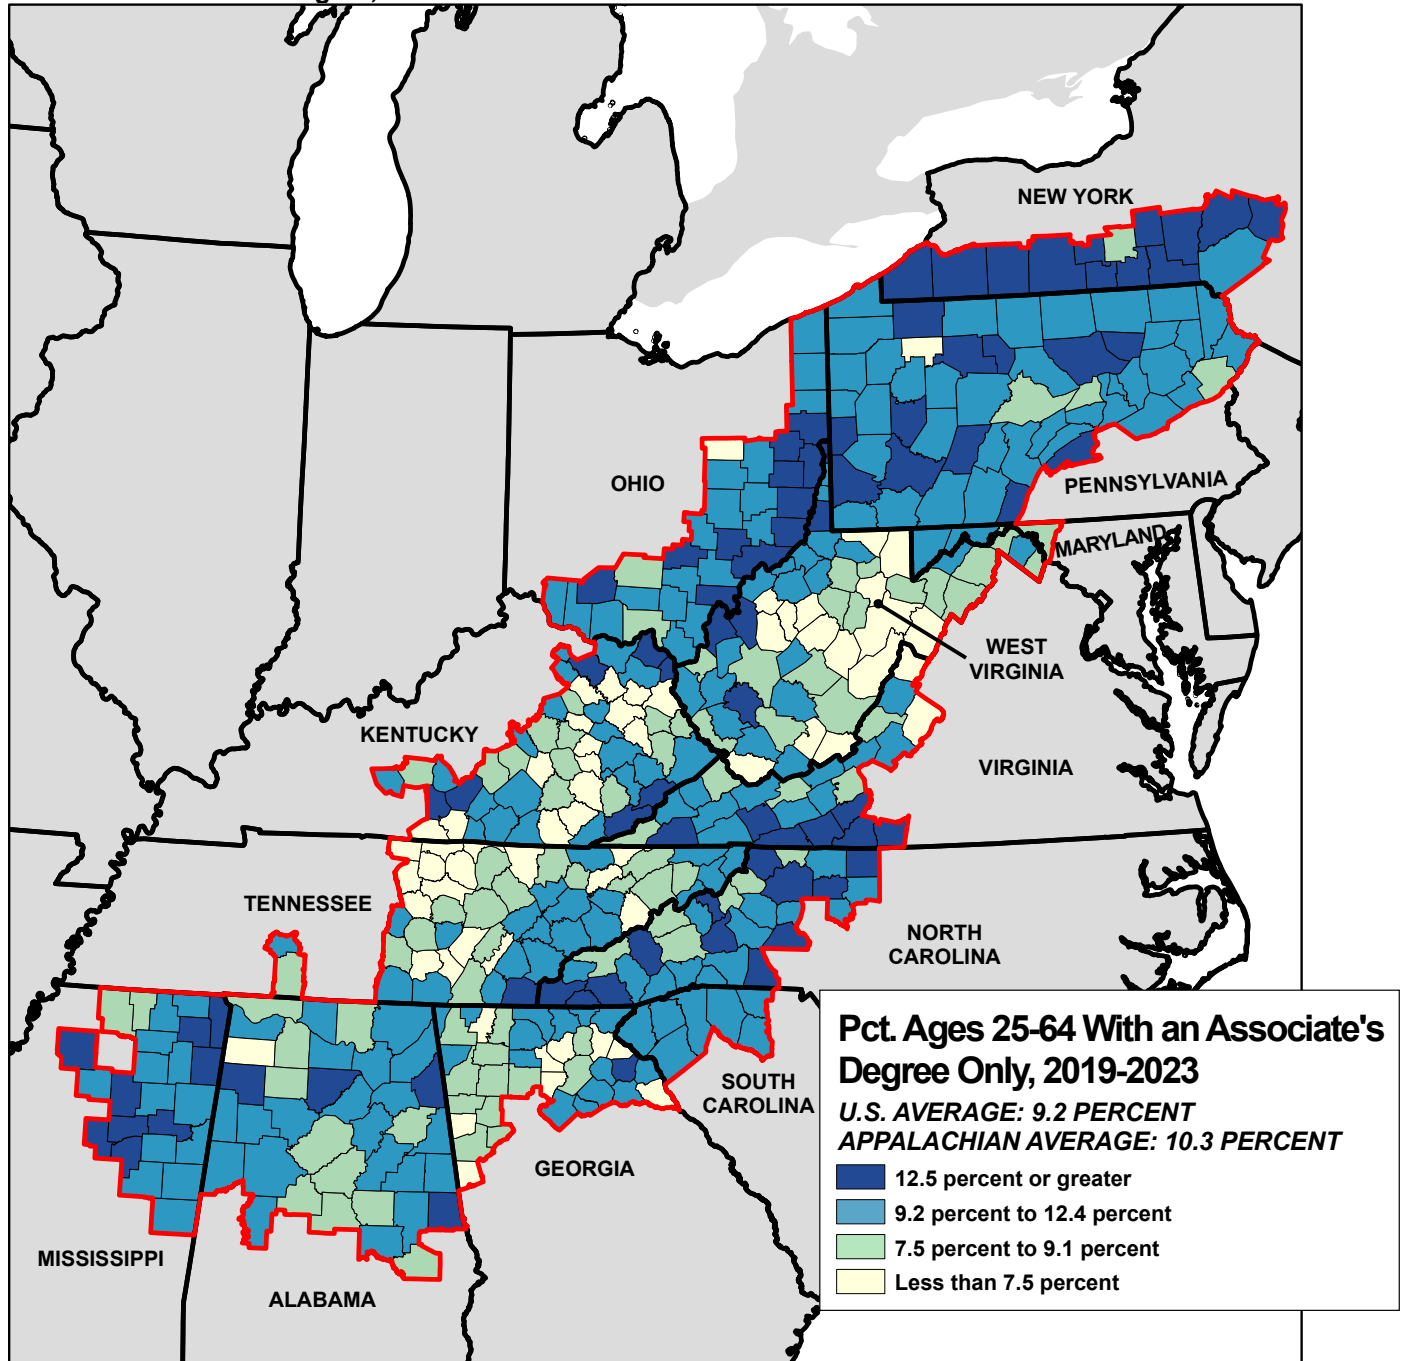 NEW YORK
OHIO
PENNSYLVANIA
MARYLAND
WEST
VIRGINIA
KENTUCKY
VIRGINIA
TENNESSEE
NORTH
CAROLINA
Pct. Ages 25-64 With an Associate's
Degree Only, 2019-2023
U.S. AVERAGE: 9.2 PERCENT
APPALACHIAN AVERAGE: 10.3 PERCENT
12.5 percent or greater
9.2 percent to 12.4 percent
7.5 percent to 9.1 percent
Less than 7.5 percent
SOUTH
CAROLINA
GEORGIA
MISSISSIPPI
ALABAMA